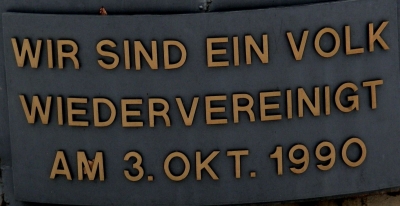 WIR SIND EIN VOLK
WIEDERVEREINIGT
AM 3. OKT. 1990